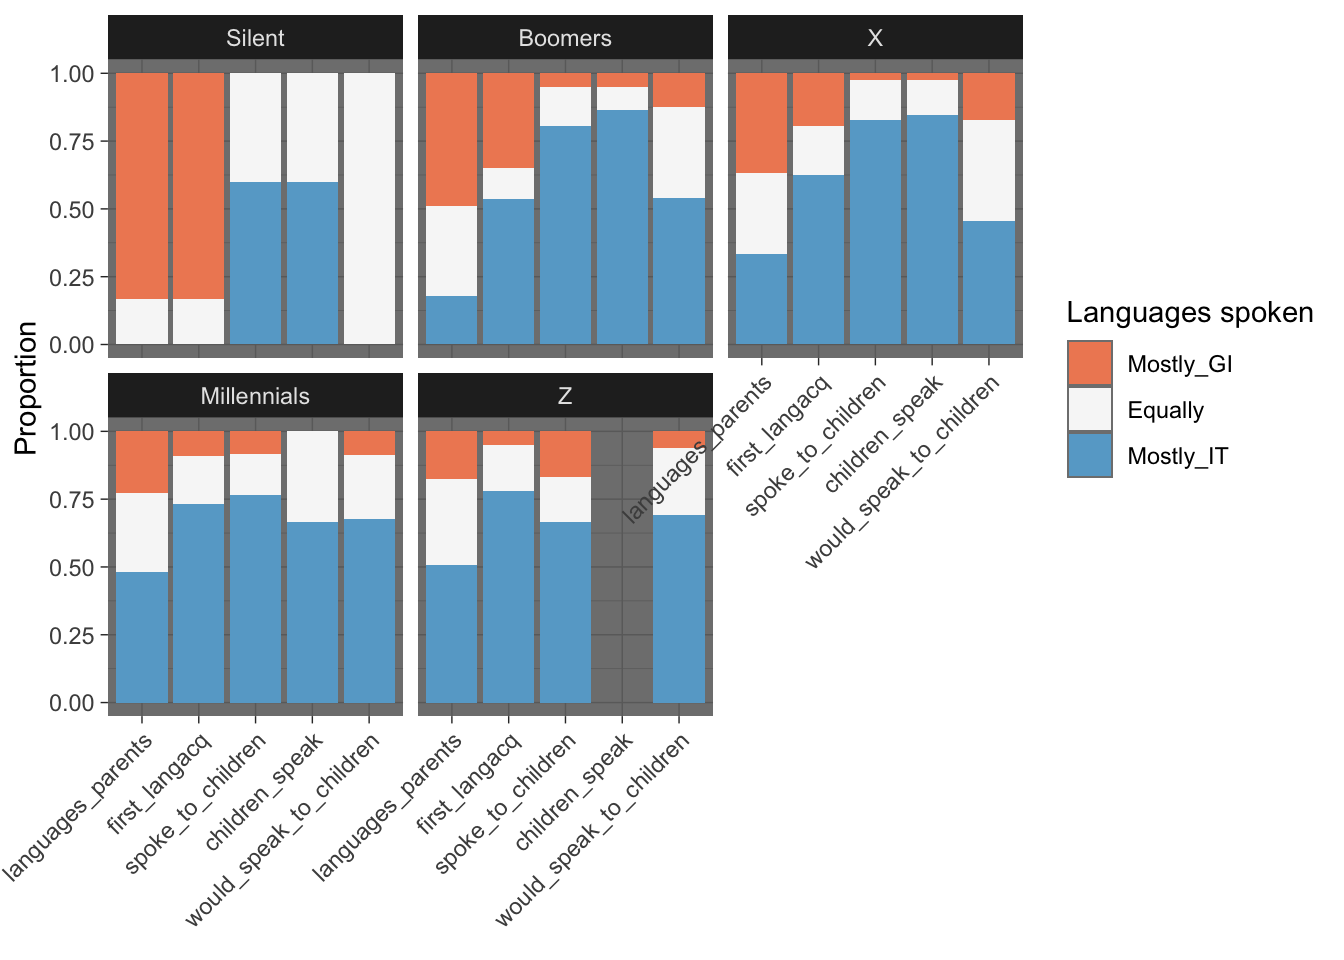 Silent
Boomers
X
1.00
0.75
0.50
0.25
0.00
languages_parents
first_langacq
spoke_to_children
children_speak
would_speak_to_children
Millennials
Z
1.00
0.75
0.50
0.25
0.00
languages_parents
first_langacq
spoke_to_children
children_speak
would_speak_to_children
languages_parents
first_langacq
spoke_to_children
children_speak
would_speak_to_children
Proportion
Languages spoken
Mostly_GI
Equally
Mostly_IT